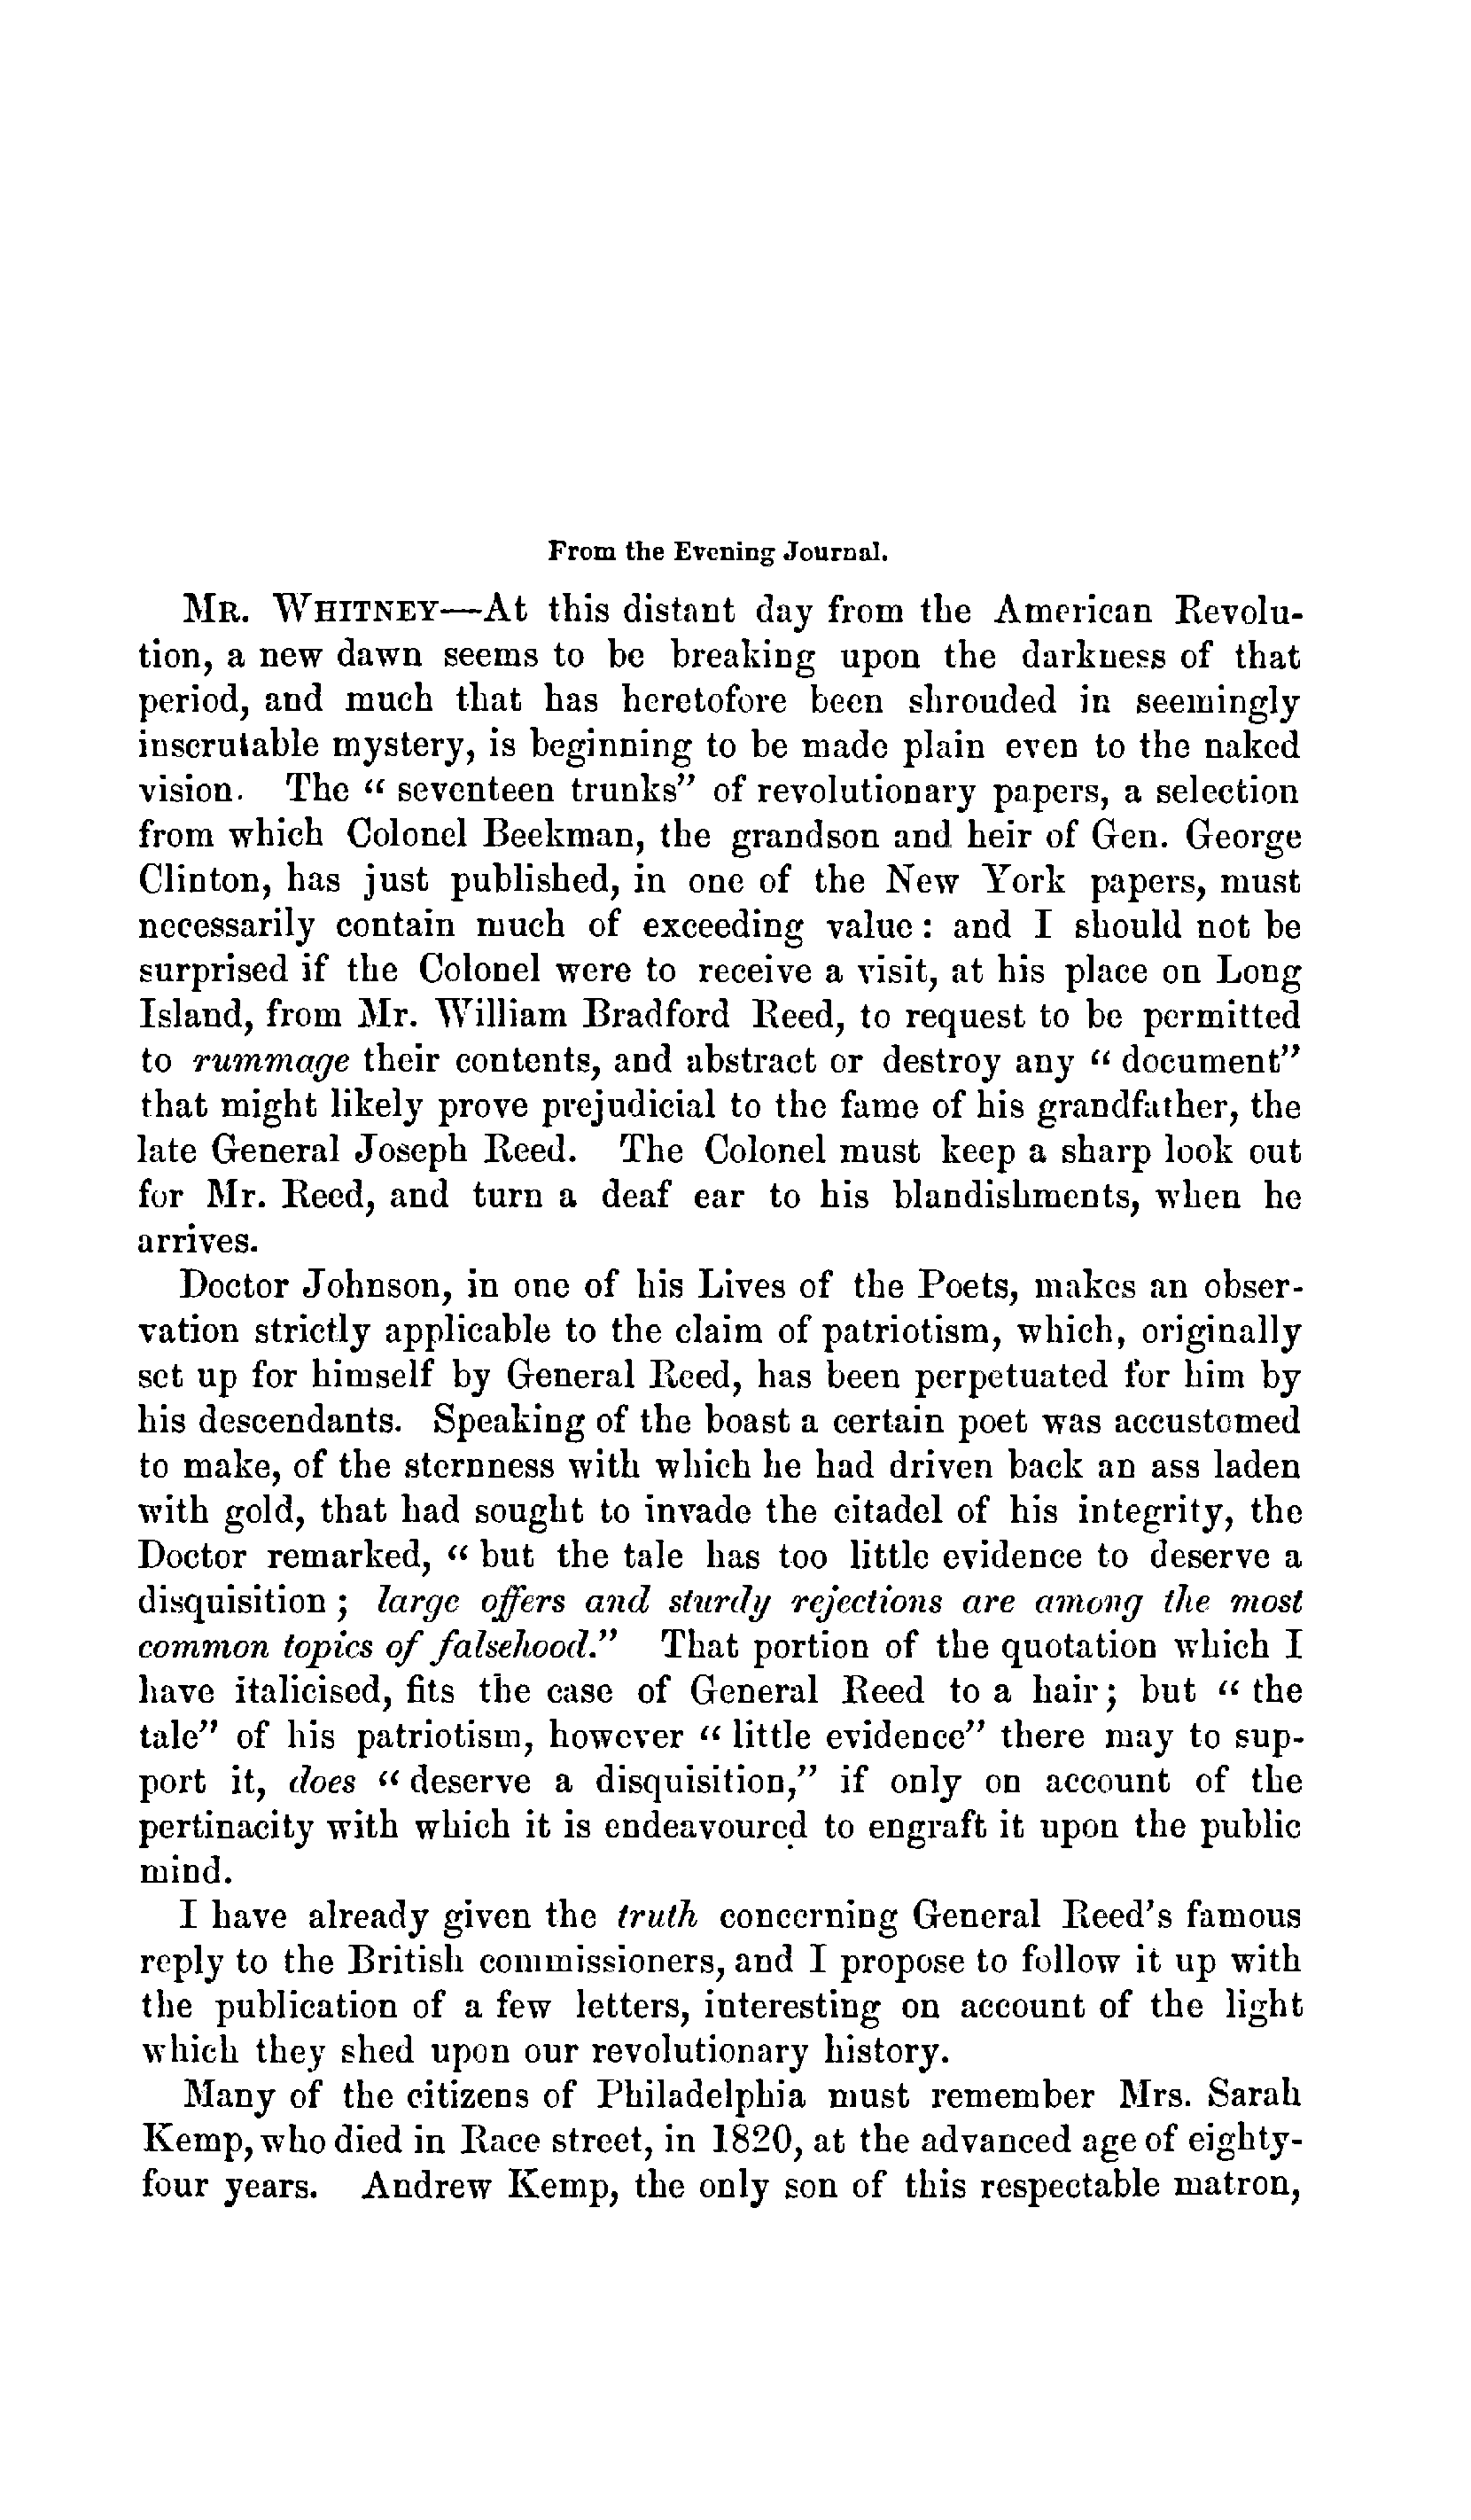 From the Evening Journal.
MR. WHITNEY—At this distant day from the American Revolu-
tion, a new dawn seems to be breaking upon the darkness of that
period, and much that has heretofore been shrouded in seemingly
inscrutable mystery, is beginning to be made plain even to the naked
vision. The “ seventeen trunks” of revolutionary papers, a selection
from which Colonel Beekman, the grandson and heir of Gen. George
Clinton, has just published, in one of the New York papers, must
necessarily contain much of exceeding value : and I should not be
surprised if the Colonel were to receive a visit, at his place on Long
Island, from Mr. William Bradford Reed, to request to be permitted
to rummage their contents, and abstract or destroy any “ document”
that might likely prove prejudicial to the fame of his grandfather, the
late General Joseph Reed. The Colonel must keep a sharp look out
for Mr. Reed, and turn a deaf ear to his blandishments, when he
arrives.
Doctor Johnson, in one of his Lives of the Poets, makes an obser-
vation strictly applicable to the claim of patriotism, which, originally
set up for himself by General Reed, has been perpetuated for him by
his descendants. Speaking of the boast a certain poet was accustomed
to make, of the sternness with which he had driven back an ass laden
with gold, that had sought to invade the citadel of his integrity, the
Doctor remarked, “ but the tale has too little evidence to deserve a
disquisition ; large offers and sturdy rejections are among the most
common topics of falsehood.” That portion of the quotation which I
have italicised, fits the case of General Reed to a hair ; but “ the
tale” of his patriotism, however “ little evidence” there may to sup-
port it, does “ deserve a disquisition,” if only on account of the
pertinacity with which it is endeavoured to engraft it upon the public
mind.
I have already given the truth concerning General Reed’s famous
reply to the British commissioners, and I propose to follow it up with
the publication of a few letters, interesting on account of the light
which they shed upon our revolutionary history.
Many of the citizens of Philadelphia must remember Mrs. Sarah
Kemp, who died in Race street, in 1820, at the advanced age of eighty-
four years. Andrew Kemp, the only son of this respectable matron,